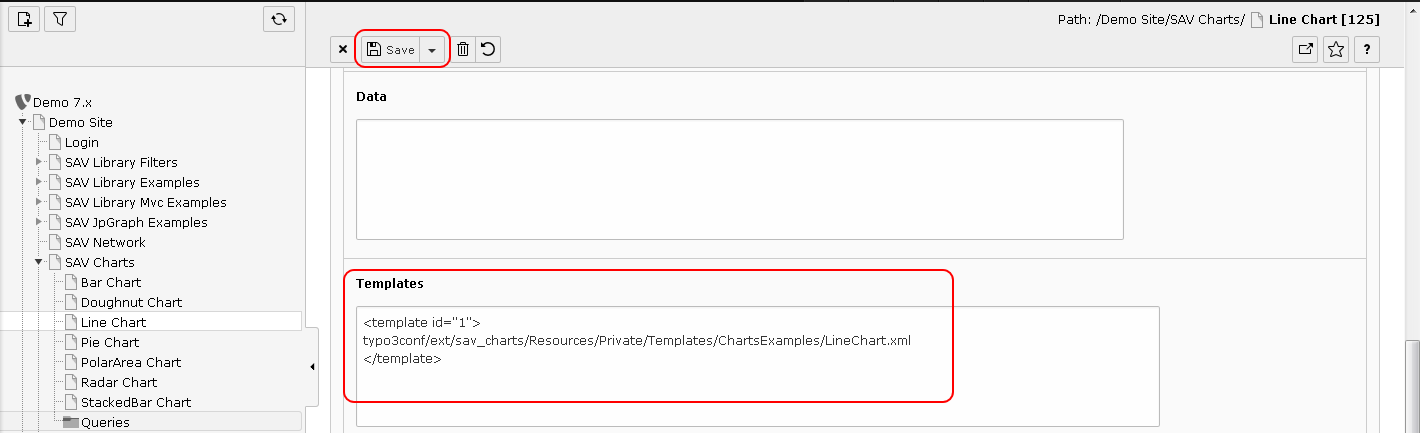 Path: /Demo Site/SAV Charts/ Line Chart [125]
Save
?
Demo 7.x
Demo Site
Login
SAV Library Filters
SAV Library Examples
SAV Library Mvc Examples
SAV JpGraph Examples
SAV Network
SAV Charts
Bar Chart
Doughnut Chart
Line Chart
Pie Chart
PolarArea Chart
Radar Chart
StackedBar Chart
Queries
Data
Templates
<template id="1">
typo3conf/ext/sav_charts/Resources/Private/Templates/ChartsExamples/LineChart.xml
</template>